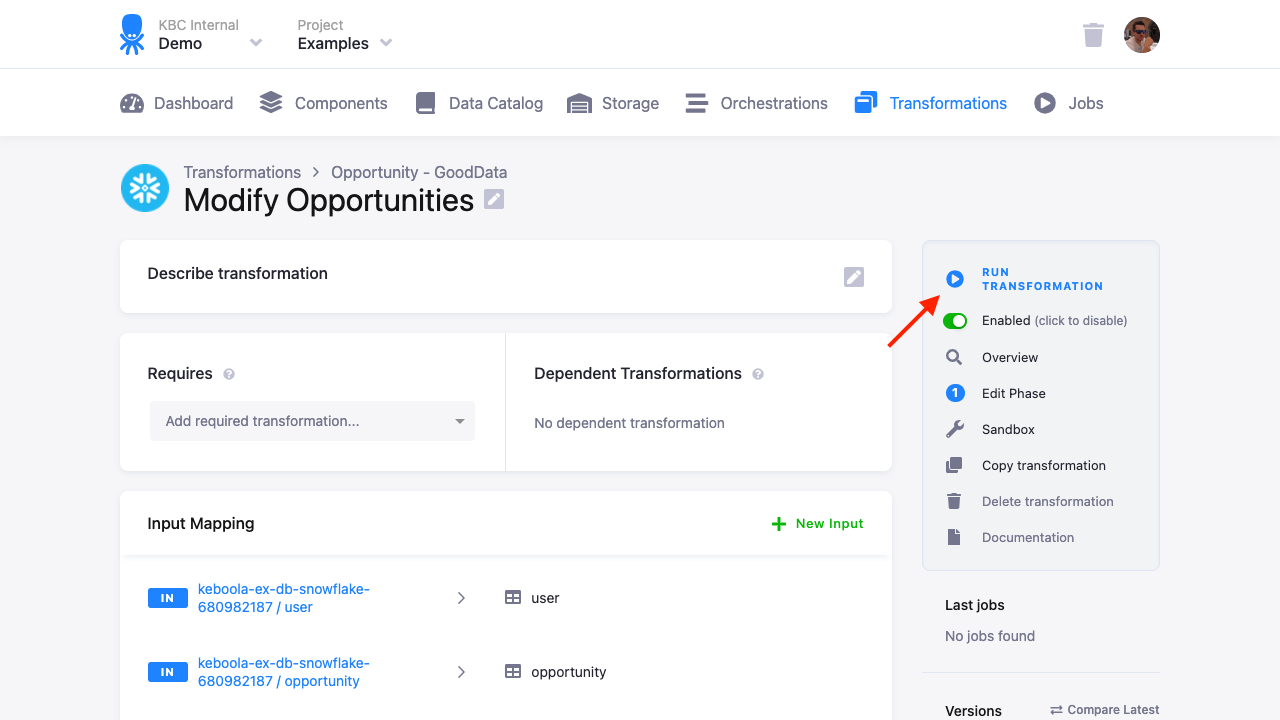 KBC Internal
Demo
Project
Examples
Dashboard
Components
Data Catalog
Storage
Orchestrations
Transformations
Jobs
Transformations > Opportunity - GoodData
Modify Opportunities
Describe transformation
Requires ?
Add required transformation...
Dependent Transformations ?
No dependent transformation
Input Mapping
New Input
IN
keboola-ex-db-snowflake-
680982187 / user
user
IN
keboola-ex-db-snowflake-
680982187 / opportunity
opportunity
RUN
TRANSFORMATION
Enabled (click to disable)
Overview
1 Edit Phase
Sandbox
Copy transformation
Delete transformation
Documentation
Last jobs
No jobs found
Versions
Compare Latest